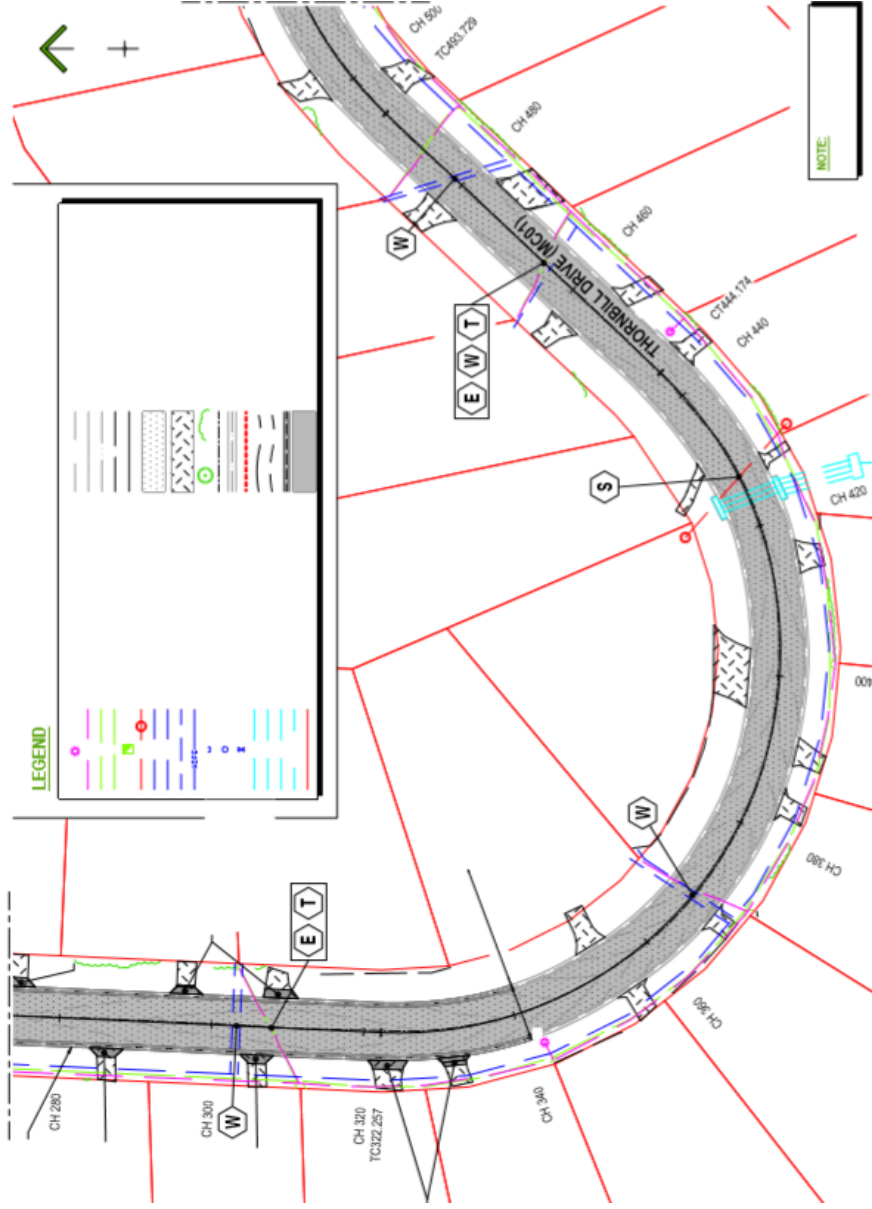 CH 500
TC493.729
CH 480
NOTE:
W
CH 460
THORNBILL DRIVE (MC01)
E W T
CT444.174
CH 440
S
CH 420
400
LEGEND
W
CH 380
E T
CH 360
CH 280
CH 300
W
CH 320
TC322.257
CH 340